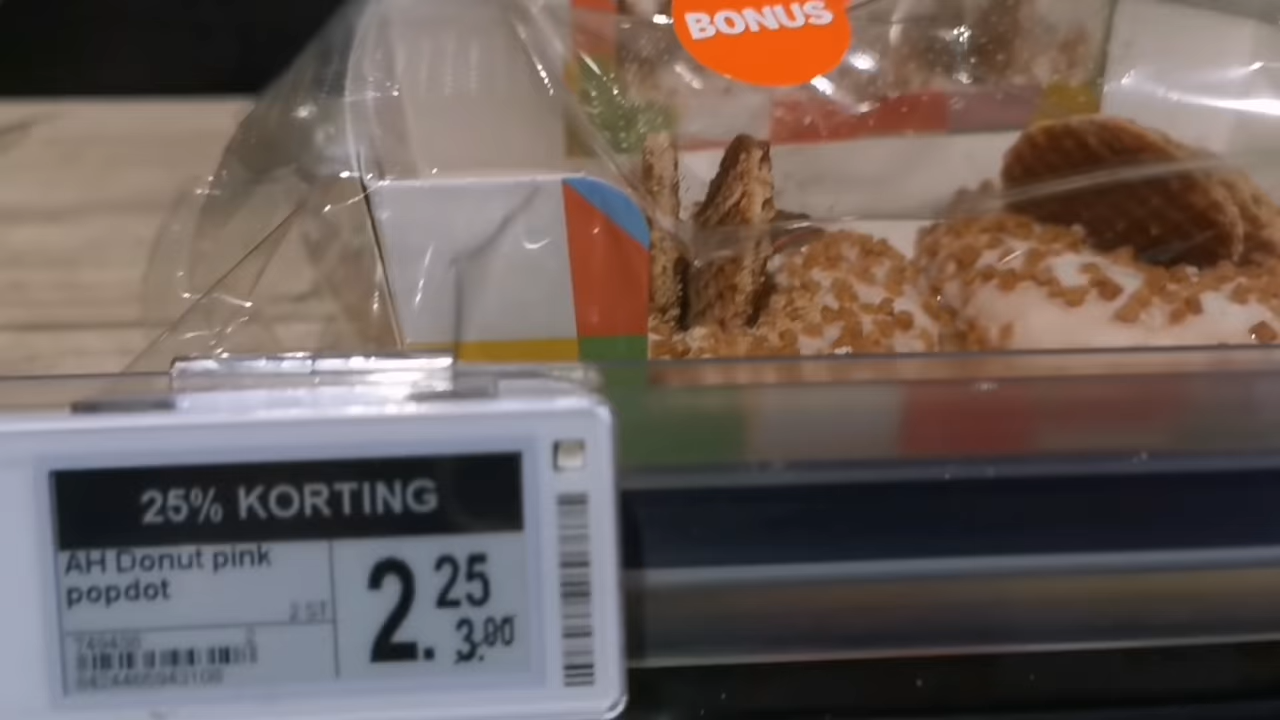 BONUS
25% KORTING
AH Donut pink
popdot
2 ST
2.25
3.00